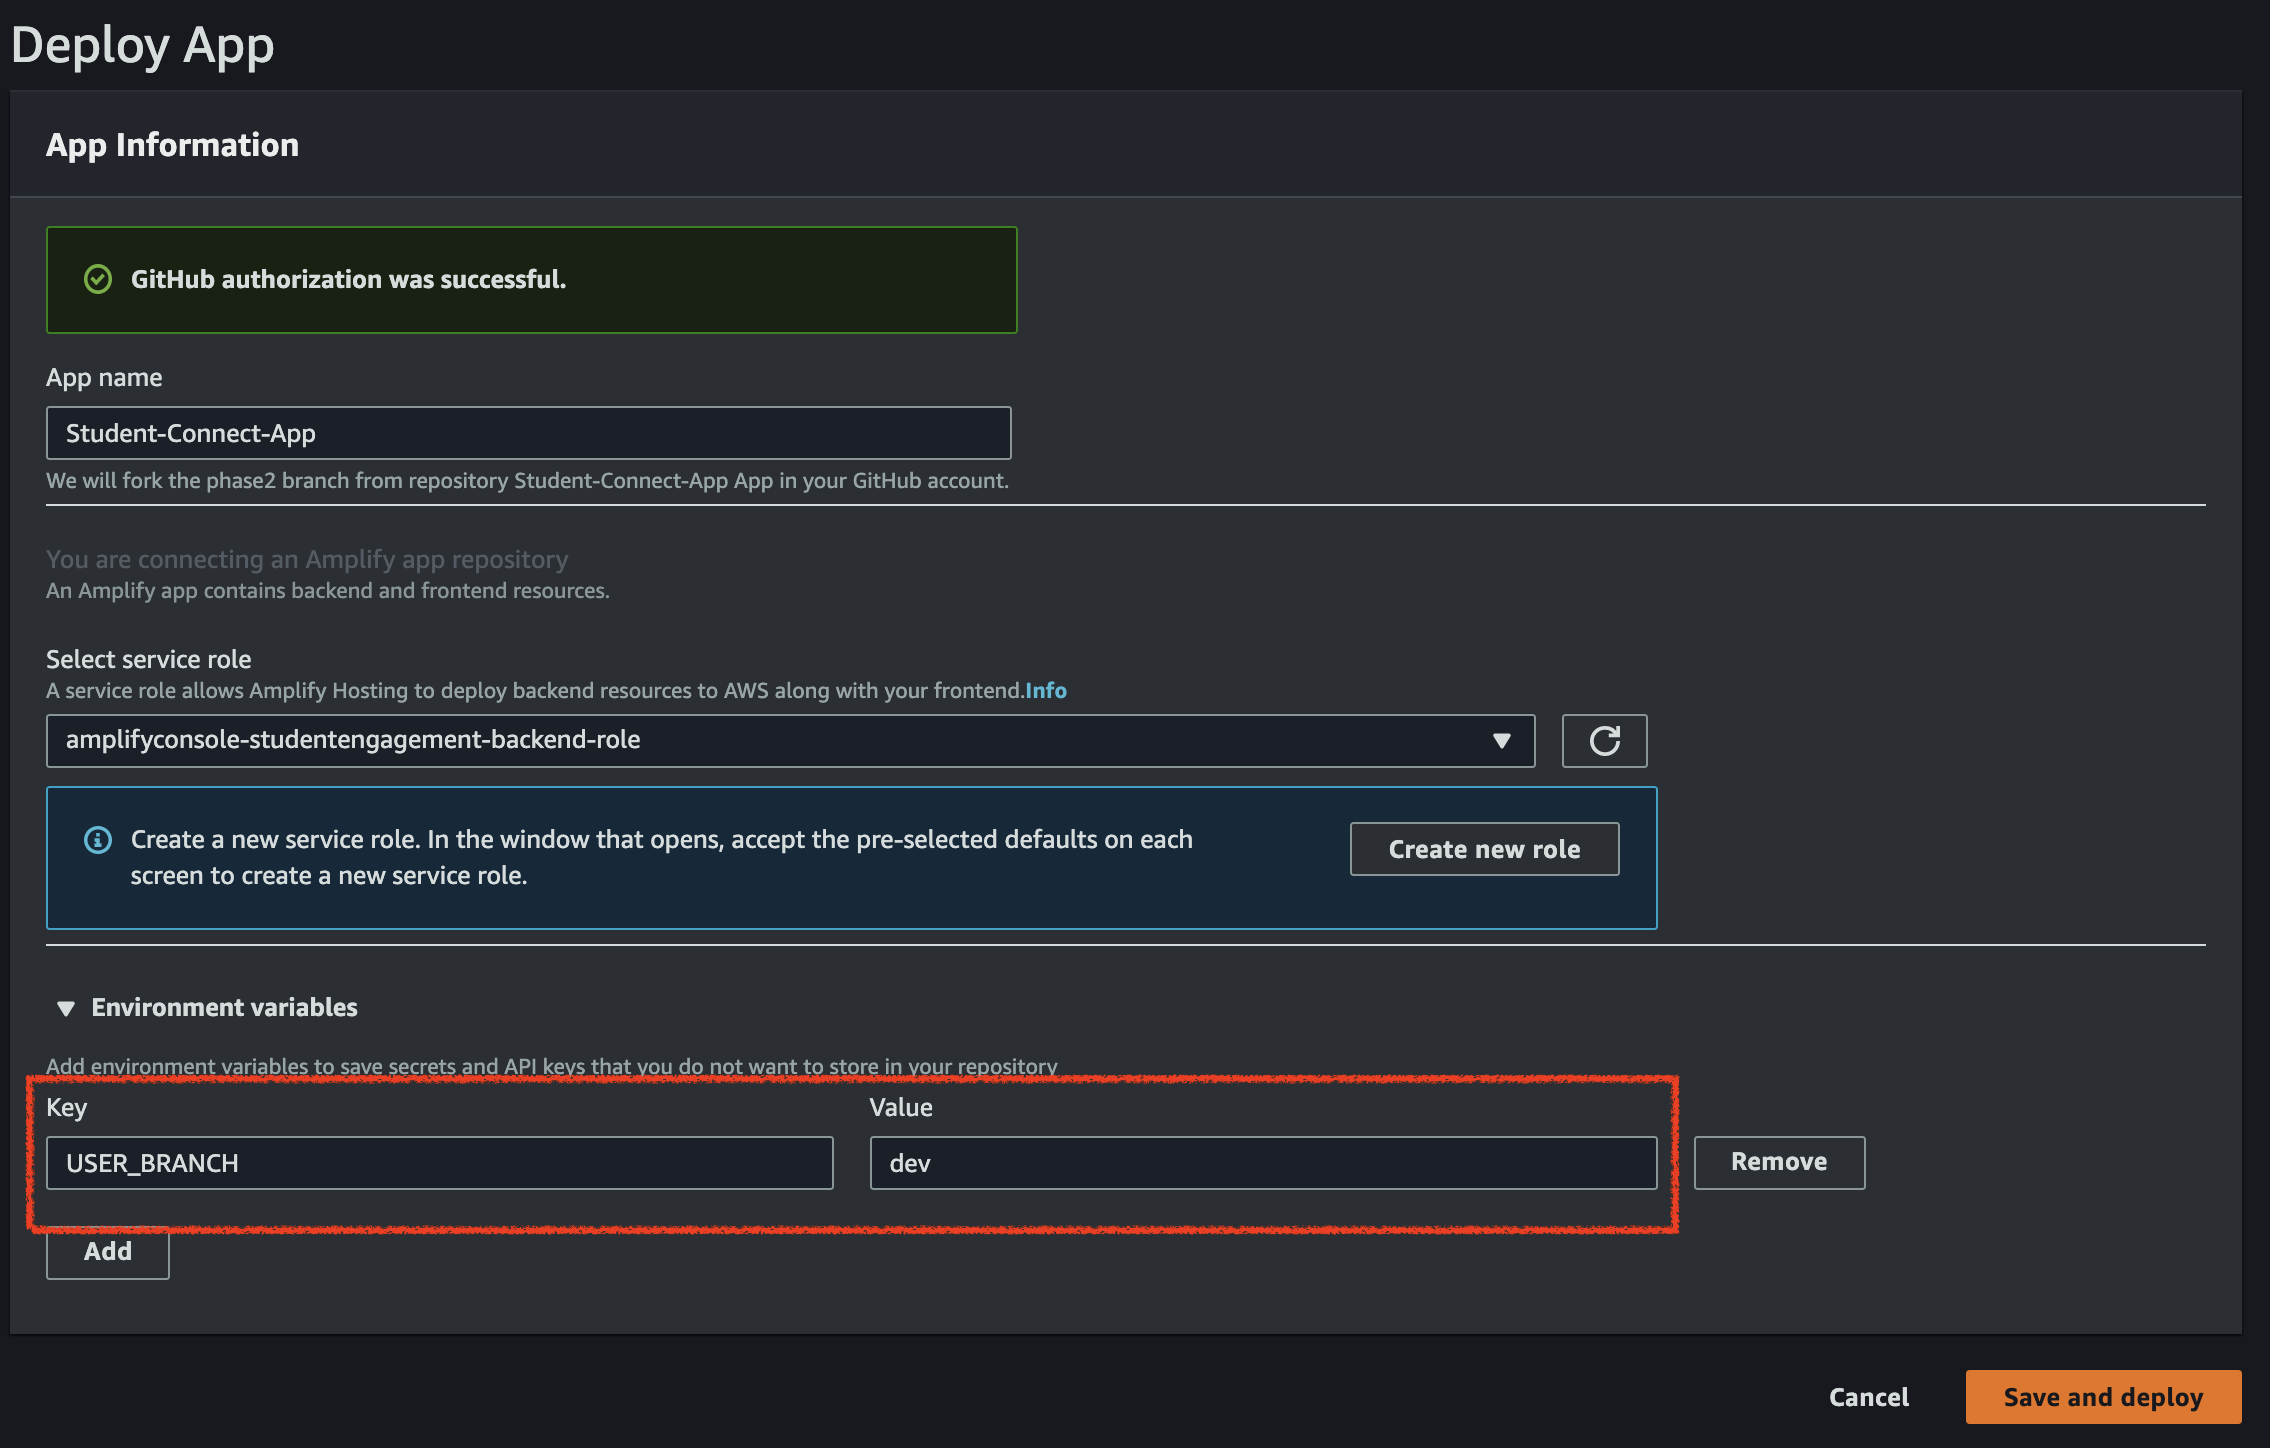 Deploy App
App Information
GitHub authorization was successful.
App name
Student-Connect-App
We will fork the phase2 branch from repository Student-Connect-App App in your GitHub account.
You are connecting an Amplify app repository
An Amplify app contains backend and frontend resources.
Select service role
A service role allows Amplify Hosting to deploy backend resources to AWS along with your frontend.Info
amplifyconsole-studentengagement-backend-role
Create a new service role. In the window that opens, accept the pre-selected defaults on each
screen to create a new service role.
Create new role
Environment variables
Add environment variables to save secrets and API keys that you do not want to store in your repository
Key Value
USER_BRANCH dev Remove
Add
Cancel Save and deploy